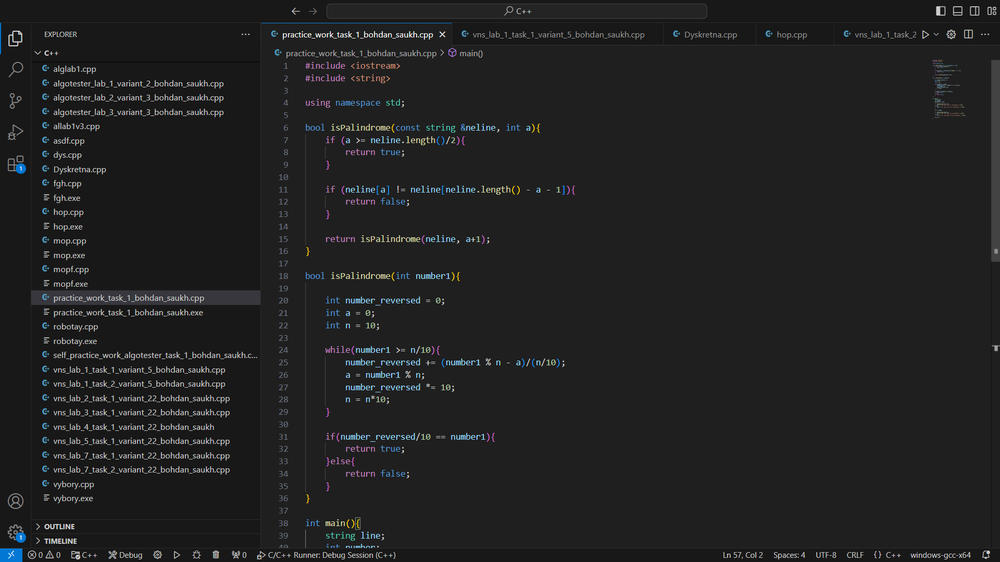 C++
EXPLORER
C++
alglab1.cpp
algotester_lab_1_variant_2_bohdan_saukh.cpp
algotester_lab_2_variant_3_bohdan_saukh.cpp
algotester_lab_3_variant_3_bohdan_saukh.cpp
allab1v3.cpp
asdf.cpp
dys.cpp
Dyskretna.cpp
fgh.cpp
fgh.exe
hop.cpp
hop.exe
mop.cpp
mop.exe
mopf.cpp
mopf.exe
practice_work_task_1_bohdan_saukh.cpp
practice_work_task_1_bohdan_saukh.exe
robotay.cpp
robotay.exe
self_practice_work_algotester_task_1_bohdan_saukh.c...
vns_lab_1_task_1_variant_5_bohdan_saukh.cpp
vns_lab_1_task_2_variant_5_bohdan_saukh.cpp
vns_lab_2_task_1_variant_22_bohdan_saukh.cpp
vns_lab_3_task_1_variant_22_bohdan_saukh.cpp
vns_lab_4_task_1_variant_22_bohdan_saukh
vns_lab_5_task_1_variant_22_bohdan_saukh.cpp
vns_lab_7_task_1_variant_22_bohdan_saukh.cpp
vns_lab_7_task_2_variant_22_bohdan_saukh.cpp
vybory.cpp
vybory.exe
OUTLINE
TIMELINE
1
1
practice_work_task_1_bohdan_saukh.cpp vns_lab_1_task_1_variant_5_bohdan_saukh.cpp Dyskretna.cpp hop.cpp vns_lab_1_task_2
practice_work_task_1_bohdan_saukh.cpp > main()
1 #include <iostream>
2 #include <string>
3
4 using namespace std;
5
6 bool isPalindrome(const string &neline, int a){
7 if (a >= neline.length()/2){
8 return true;
9 }
10
11 if (neline[a] != neline[neline.length() - a - 1]){
12 return false;
13 }
14
15 return isPalindrome(neline, a+1);
16 }
17
18 bool isPalindrome(int number1){
19
20 int number_reversed = 0;
21 int a = 0;
22 int n = 10;
23
24 while(number1 >= n/10){
25 number_reversed += (number1 % n - a)/(n/10);
26 a = number1 % n;
27 number_reversed *= 10;
28 n = n*10;
29 }
30
31 if(number_reversed/10 == number1){
32 return true;
33 }else{
34 return false;
35 }
36 }
37
38 int main(){
39 string line;
40 int number;
0 0 C++ Debug 0 C/C++ Runner: Debug Session (C++) Ln 57, Col 2 Spaces: 4 UTF-8 CRLF {} C++ windows-gcc-x64